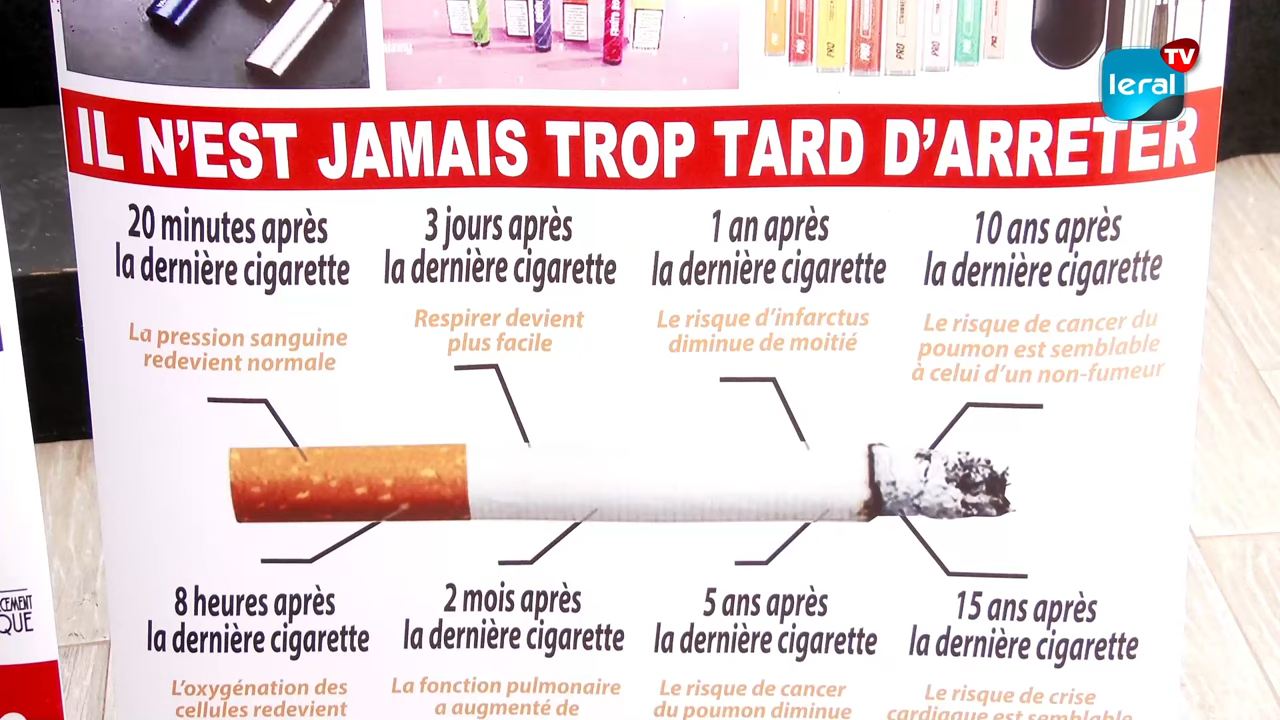 leral TV
IL N'EST JAMAIS TROP TARD D'ARRETER
20 minutes après
la dernière cigarette
La pression sanguine
redevient normale
3 jours après
la dernière cigarette
Respirer devient
plus facile
1 an après
la dernière cigarette
Le risque d'infarctus
diminue de moitié
10 ans après
la dernière cigarette
Le risque de cancer du
poumon est semblable
à celui d'un non-fumeur
8 heures après
la dernière cigarette
L'oxygénation des
cellules redevient
2 mois après
la dernière cigarette
La fonction pulmonaire
a augmenté de
5 ans après
la dernière cigarette
Le risque de cancer
du poumon diminue
15 ans après
la dernière cigarette
Le risque de crise
cardiaque est semblable